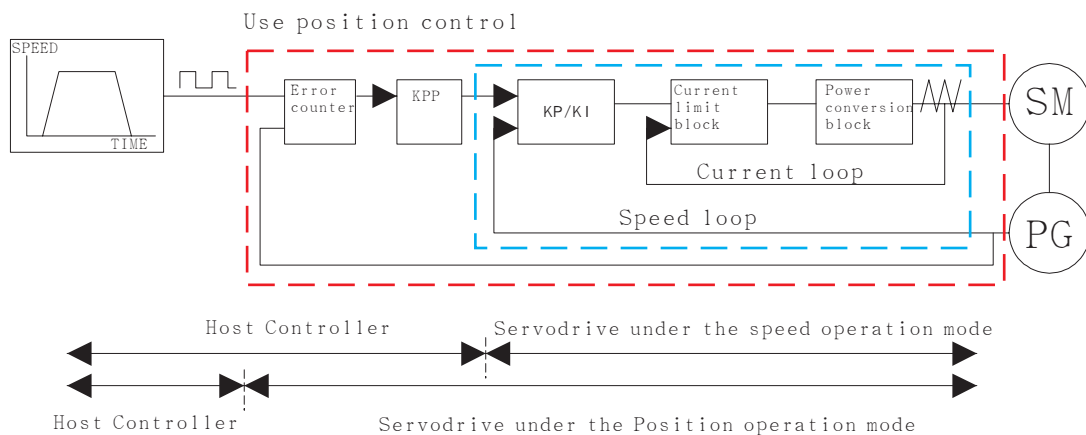 Use position control
SPEED
TIME
Error
counter
KPP
KP/KI
Current
limit
block
Power
conversion
block
SM
Current loop
Speed loop
PG
Host Controller
Servodrive under the speed operation mode
Host Controller
Servodrive under the Position operation mode